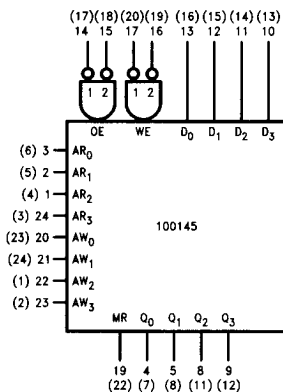 (17)(18) (20)(19) (16) (15) (14) (13)
14 15 17 16 13 12 11 10
1 2 1 2
OE WE D0 D1 D2 D3
(6) 3 AR0
(5) 2 AR1
(4) 1 AR2
(3) 24 AR3
100145
(23) 20 AW0
(24) 21 AW1
(1) 22 AW2
(2) 23 AW3
MR Q0 Q1 Q2 Q3
19 4 5 8 9
(22) (7) (8) (11) (12)